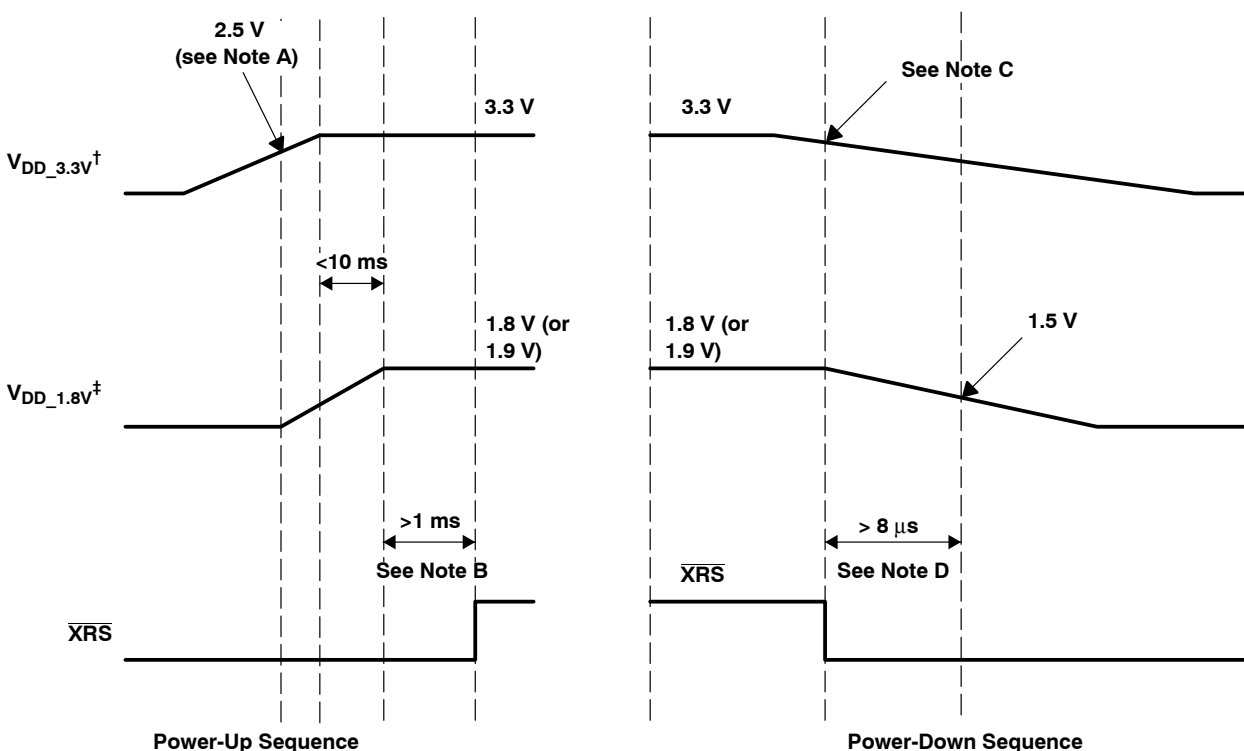 2.5 V
(see Note A)
See Note C
3.3 V
3.3 V
VDD_3.3V†
<10 ms
1.8 V (or
1.9 V)
1.8 V (or
1.9 V)
1.5 V
VDD_1.8V‡
>1 ms
See Note B
> 8 μs
See Note D
XRS
XRS
Power-Up Sequence
Power-Down Sequence